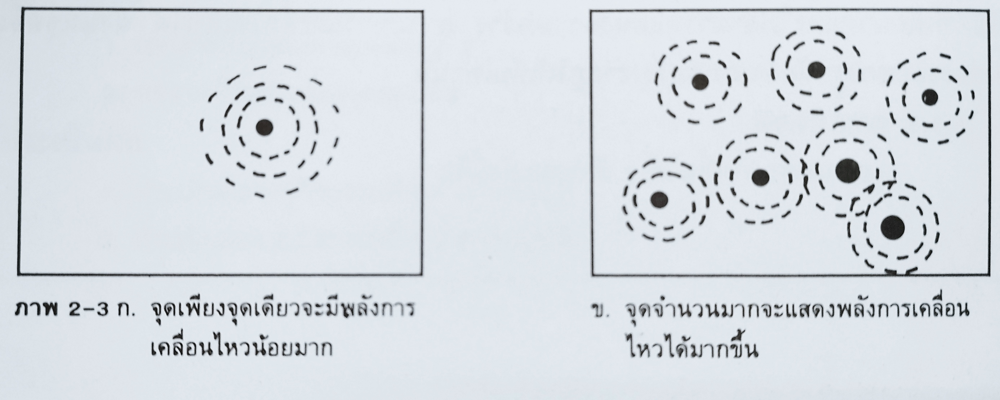 ภาพ 2-3 ก. จุดเพียงจุดเดียวจะมีพลังการ
เคลื่อนไหวน้อยมาก
ข. จุดจำนวนมากจะแสดงพลังการเคลื่อน
ไหวได้มากขึ้น